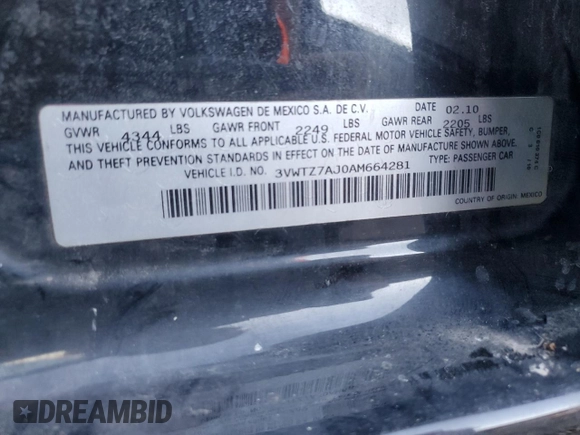 MANUFACTURED BY VOLKSWAGEN DE MEXICO S.A. DE C.V. DATE 02.10
GVWR 4344 LBS GAWR FRONT 2249 LBS GAWR REAR 2205 LBS
THIS VEHICLE CONFORMS TO ALL APPLICABLE U.S. FEDERAL MOTOR VEHICLE SAFETY, BUMPER,
AND THEFT PREVENTION STANDARDS IN EFFECT ON THE DATE OF MANUFACTURE SHOWN ABOVE.
VEHICLE I.D. NO. 3VWTZ7AJ0AM664281 TYPE: PASSENGER CAR
COUNTRY OF ORIGIN: MEXICO
DREAMBID